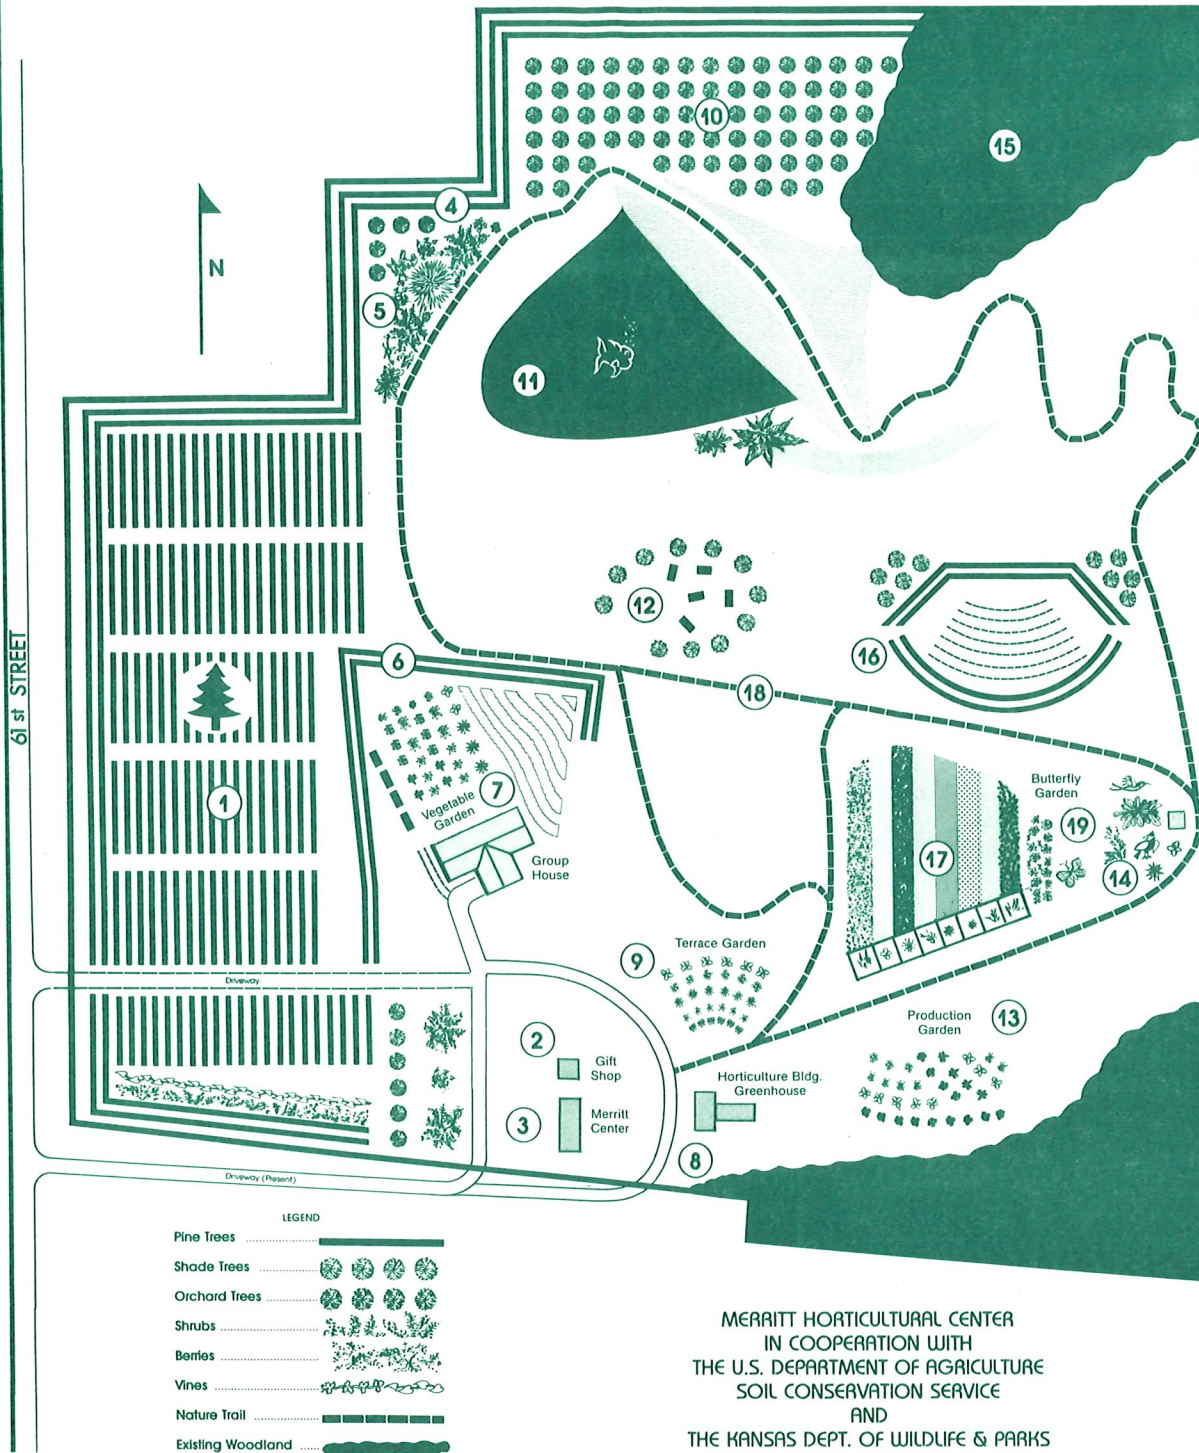 10
15
4
N
5
11
12
6
16
18
61 st STREET
7
Vegetable
Garden
Butterfly
Garden
1
19
17
14
Group
House
9
Terrace Garden
Driveway
Production
Garden
13
2
Gift
Shop
Horticulture Bldg.
Greenhouse
3
Merritt
Center
8
Driveway (Present)
LEGEND
Pine Trees
Shade Trees
Orchard Trees
Shrubs
Berries
Vines
Nature Trail
Existing Woodland
MERRITT HORTICULTURAL CENTER
IN COOPERATION WITH
THE U.S. DEPARTMENT OF AGRICULTURE
SOIL CONSERVATION SERVICE
AND
THE KANSAS DEPT. OF WILDLIFE & PARKS